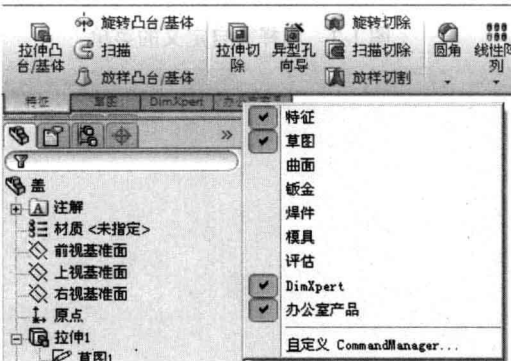 拉伸凸台/基体
旋转凸台/基体
扫描
放样凸台/基体
拉伸切除
异型孔向导
旋转切除
扫描切除
放样切割
圆角
线性阵列
特征
草图
DimXpert
办公室产品
盖
注解
材质 <未指定>
前视基准面
上视基准面
右视基准面
原点
拉伸1
草图1
特征
草图
曲面
钣金
焊件
模具
评估
DimXpert
办公室产品
自定义 CommandManager...